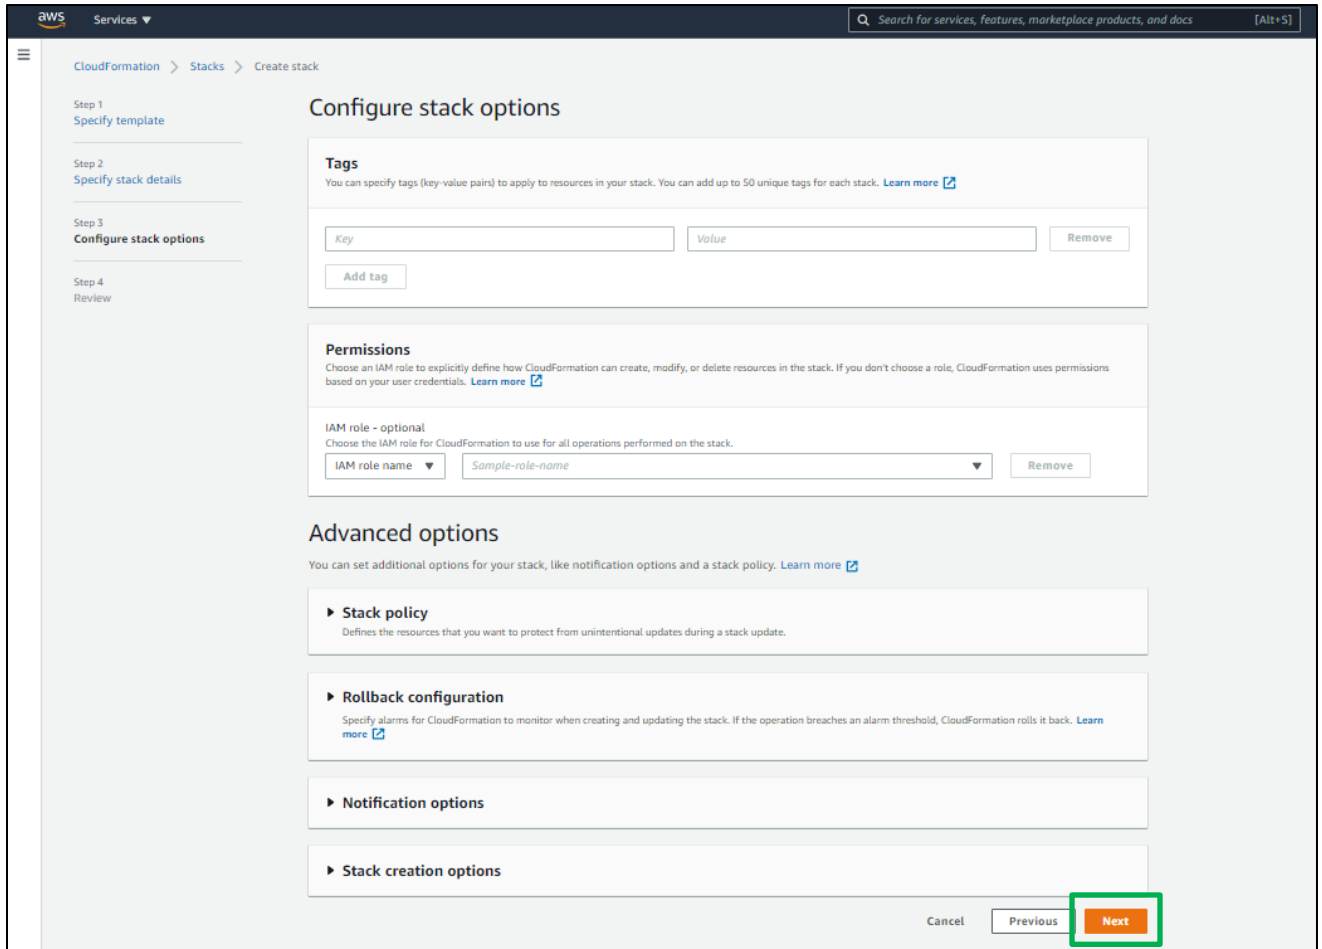 aws Services ▼ Search for services, features, marketplace products, and docs [Alt+S]
CloudFormation > Stacks > Create stack
Step 1
Specify template
Step 2
Specify stack details
Step 3
Configure stack options
Step 4
Review
Configure stack options
Tags
You can specify tags (key-value pairs) to apply to resources in your stack. You can add up to 50 unique tags for each stack. Learn more
Key Value Remove
Add tag
Permissions
Choose an IAM role to explicitly define how CloudFormation can create, modify, or delete resources in the stack. If you don't choose a role, CloudFormation uses permissions
based on your user credentials. Learn more
IAM role - optional
Choose the IAM role for CloudFormation to use for all operations performed on the stack.
IAM role name ▼ Sample-role-name ▼ Remove
Advanced options
You can set additional options for your stack, like notification options and a stack policy. Learn more
Stack policy
Defines the resources that you want to protect from unintentional updates during a stack update.
Rollback configuration
Specify alarms for CloudFormation to monitor when creating and updating the stack. If the operation breaches an alarm threshold, CloudFormation rolls it back. Learn
more
Notification options
Stack creation options
Cancel Previous Next